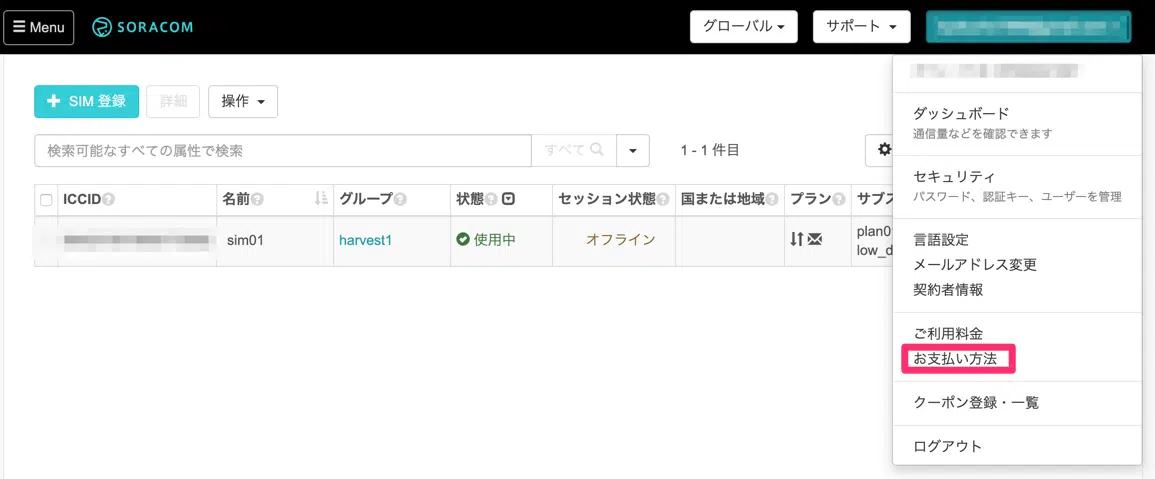 Menu
SORACOM
グローバル
サポート
SIM 登録
詳細
操作
検索可能なすべての属性で検索
すべて
1 - 1 件目
ICCID
名前
グループ
状態
セッション状態
国または地域
プラン
サブス
sim01
harvest1
使用中
オフライン
plan0
low_d
ダッシュボード
通信量などを確認できます
セキュリティ
パスワード、認証キー、ユーザーを管理
言語設定
メールアドレス変更
契約者情報
ご利用料金
お支払い方法
クーポン登録・一覧
ログアウト